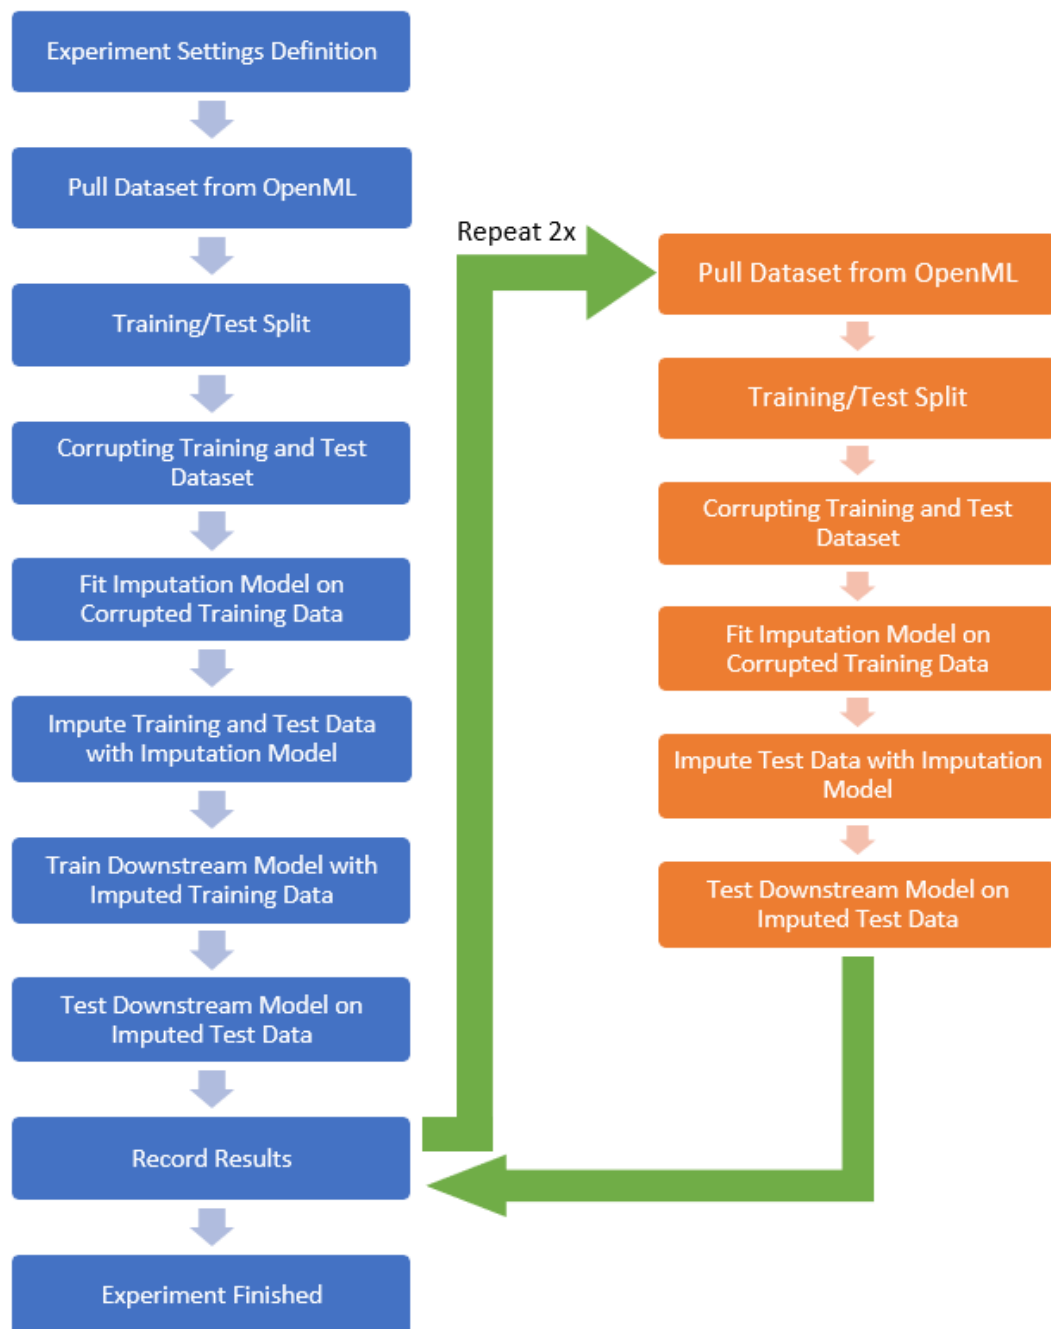 Experiment Settings Definition
Pull Dataset from OpenML
Training/Test Split
Corrupting Training and Test
Dataset
Fit Imputation Model on
Corrupted Training Data
Impute Training and Test Data
with Imputation Model
Train Downstream Model with
Imputed Training Data
Test Downstream Model on
Imputed Test Data
Record Results
Experiment Finished
Repeat 2x
Pull Dataset from OpenML
Training/Test Split
Corrupting Training and Test
Dataset
Fit Imputation Model on
Corrupted Training Data
Impute Test Data with Imputation
Model
Test Downstream Model on
Imputed Test Data